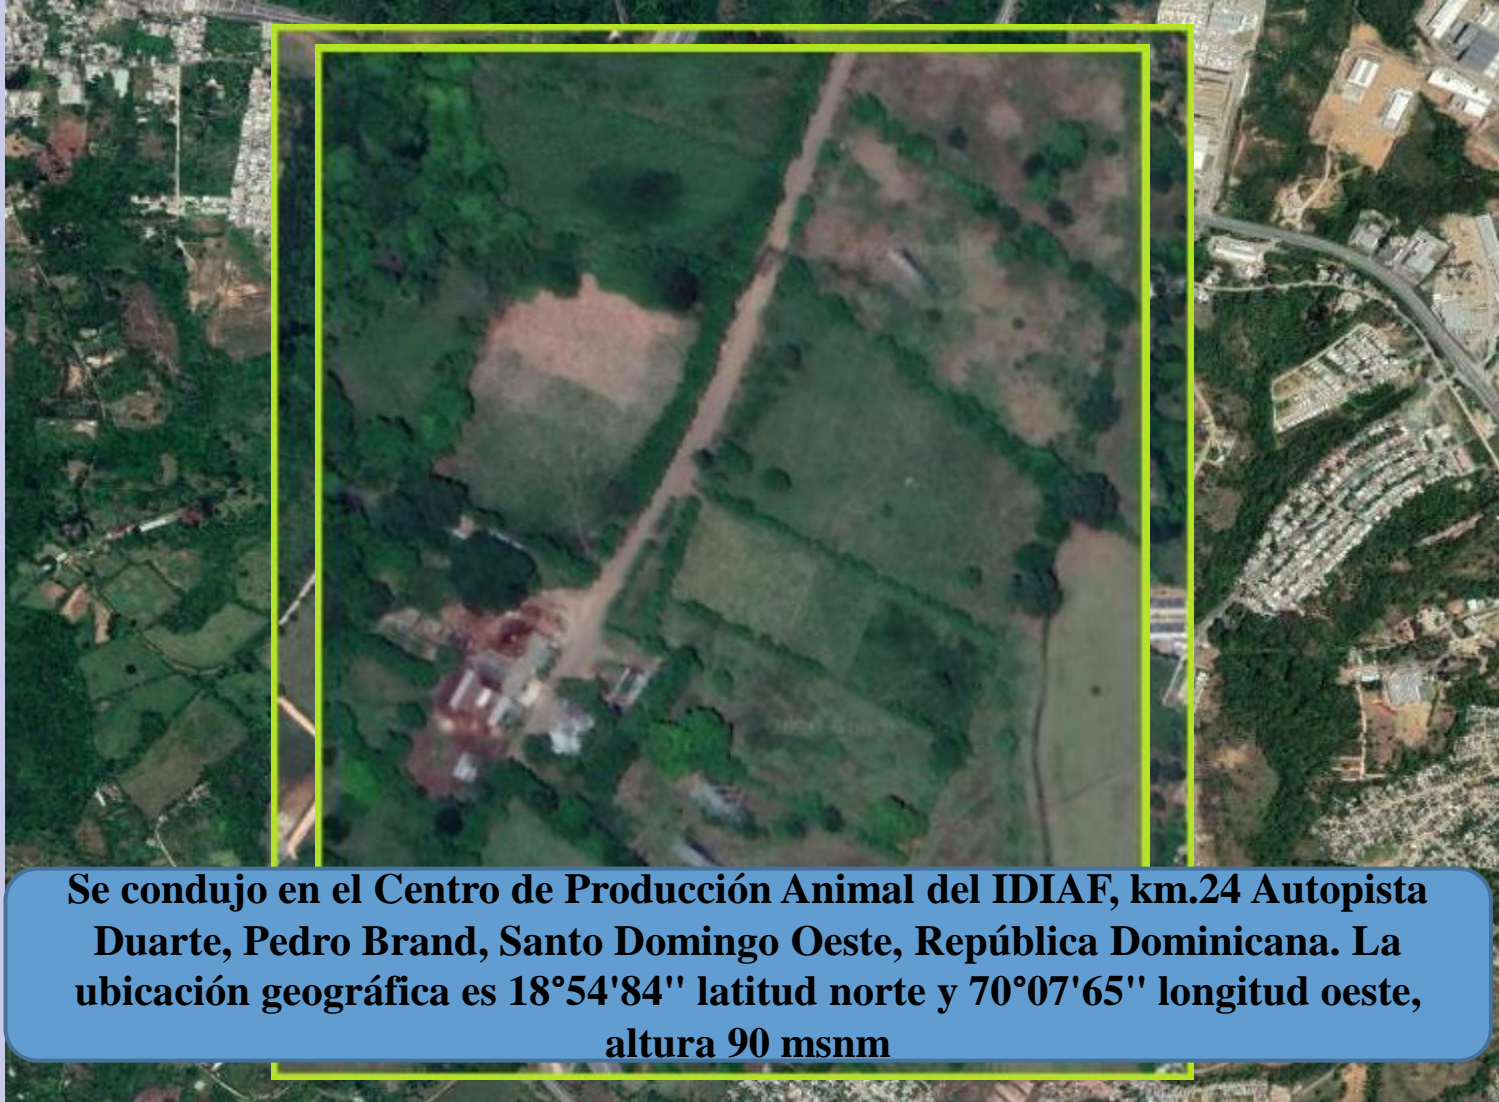 Se condujo en el Centro de Producción Animal del IDIAF, km.24 Autopista
Duarte, Pedro Brand, Santo Domingo Oeste, República Dominicana. La
ubicación geográfica es 18°54'84'' latitud norte y 70°07'65'' longitud oeste,
altura 90 msnm